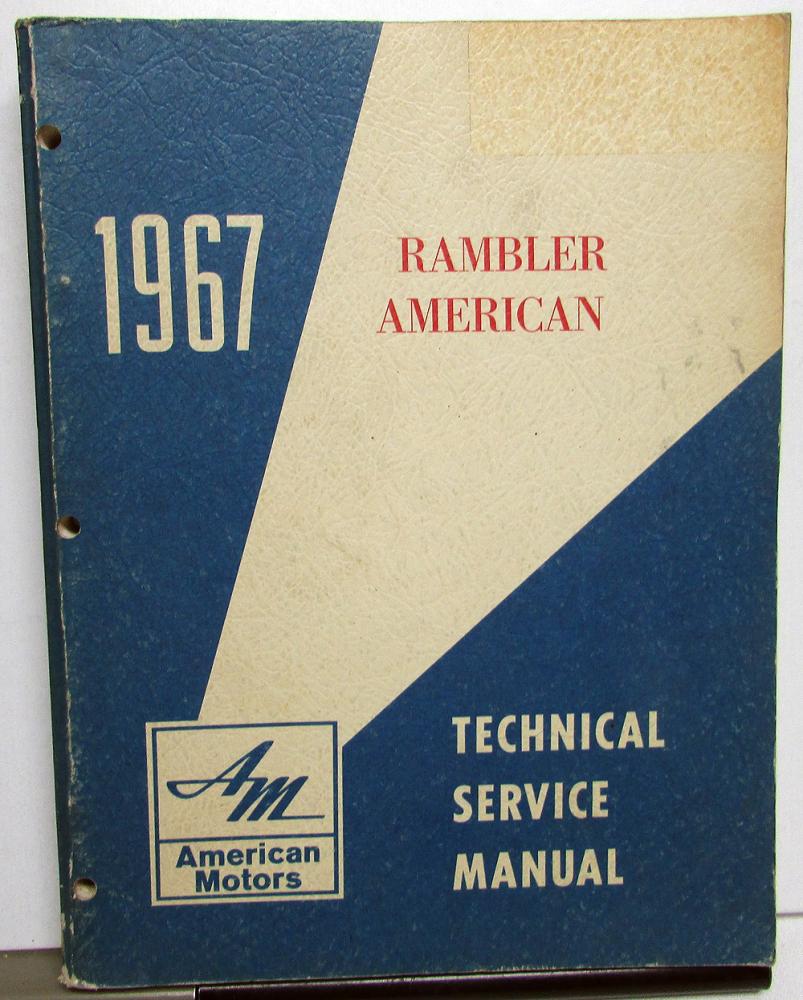 1967
RAMBLER
AMERICAN
AM
American
Motors
TECHNICAL
SERVICE
MANUAL